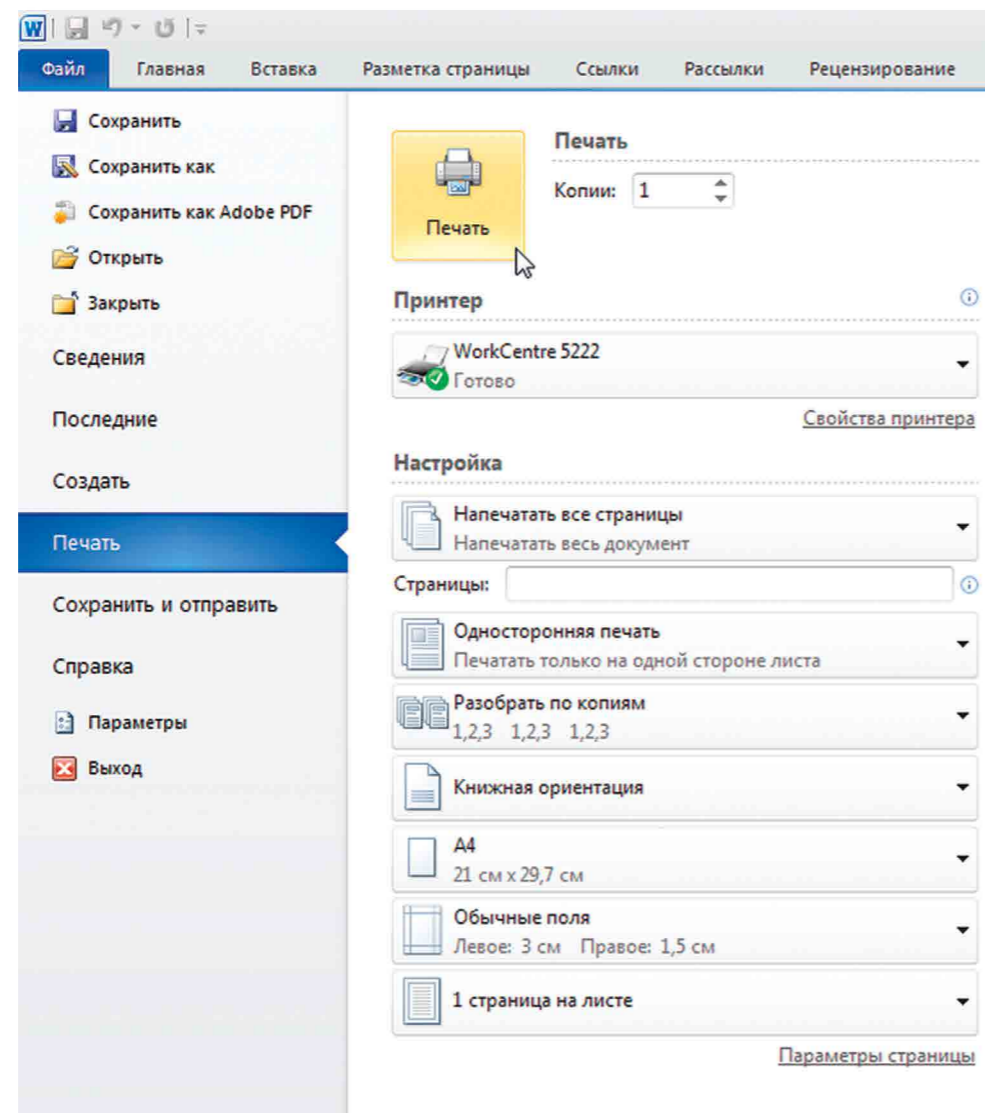 W
Файл Главная Вставка Разметка страницы Ссылки Рассылки Рецензирование
Сохранить
Сохранить как
Сохранить как Adobe PDF
Открыть
Закрыть
Сведения
Последние
Создать
Печать
Сохранить и отправить
Справка
Параметры
Выход
Печать
Печать
Копии: 1
Принтер
WorkCentre 5222
Готово
Свойства принтера
Настройка
Напечатать все страницы
Напечатать весь документ
Страницы:
Односторонняя печать
Печатать только на одной стороне листа
Разобрать по копиям
1,2,3 1,2,3 1,2,3
Книжная ориентация
A4
21 см x 29,7 см
Обычные поля
Левое: 3 см Правое: 1,5 см
1 страница на листе
Параметры страницы